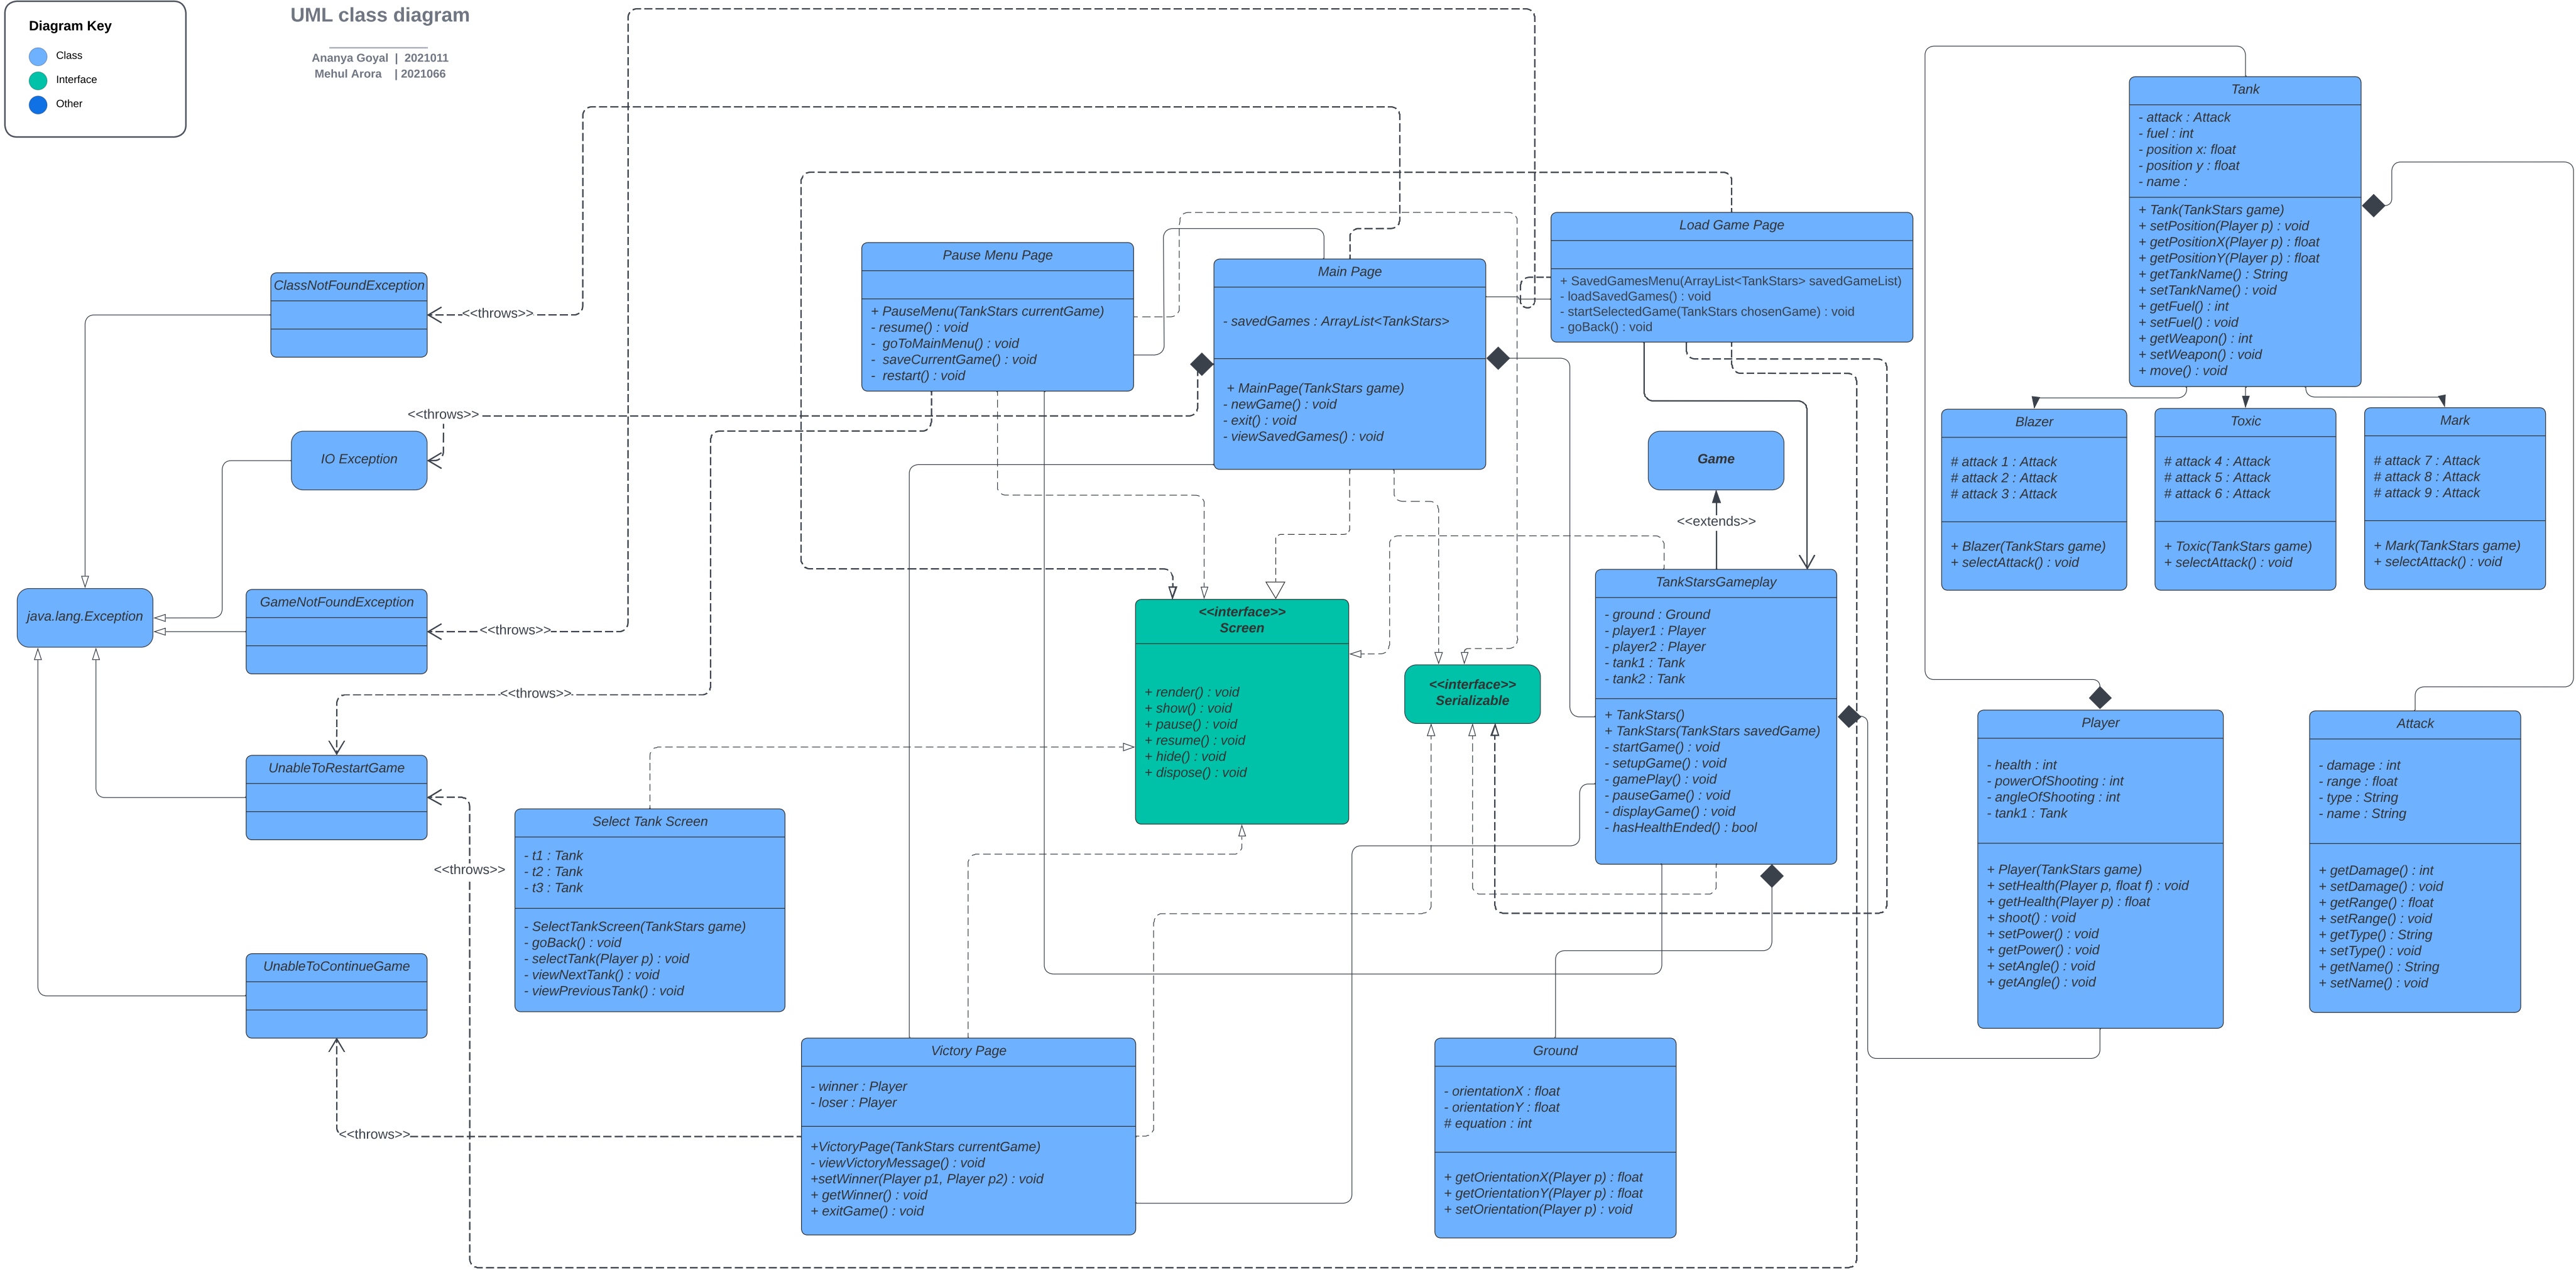 Diagram Key
Class
Interface
Other
UML class diagram
Ananya Goyal | 2021011
Mehul Arora | 2021066
ClassNotFoundException
<<throws>>
<<throws>>
IO Exception
java.lang.Exception
GameNotFoundException
<<throws>>
<<throws>>
UnableToRestartGame
<<throws>>
UnableToContinueGame
<<throws>>
Pause Menu Page
+ PauseMenu(TankStars currentGame)
- resume() : void
- goToMainMenu() : void
- saveCurrentGame() : void
- restart() : void
Main Page
- savedGames : ArrayList<TankStars>
+ MainPage(TankStars game)
- newGame() : void
- exit() : void
- viewSavedGames() : void
Load Game Page
+ SavedGamesMenu(ArrayList<TankStars> savedGameList)
- loadSavedGames() : void
- startSelectedGame(TankStars chosenGame) : void
- goBack() : void
Game
<<extends>>
<<interface>>
Screen
+ render() : void
+ show() : void
+ pause() : void
+ resume() : void
+ hide() : void
+ dispose() : void
<<interface>>
Serializable
TankStarsGameplay
- ground : Ground
- player1 : Player
- player2 : Player
- tank1 : Tank
- tank2 : Tank
+ TankStars()
+ TankStars(TankStars savedGame)
- startGame() : void
- setupGame() : void
- gamePlay() : void
- pauseGame() : void
- displayGame() : void
- hasHealthEnded() : bool
Select Tank Screen
- t1 : Tank
- t2 : Tank
- t3 : Tank
- SelectTankScreen(TankStars game)
- goBack() : void
- selectTank(Player p) : void
- viewNextTank() : void
- viewPreviousTank() : void
Victory Page
- winner : Player
- loser : Player
+VictoryPage(TankStars currentGame)
- viewVictoryMessage() : void
+setWinner(Player p1, Player p2) : void
+ getWinner() : void
+ exitGame() : void
Ground
- orientationX : float
- orientationY : float
# equation : int
+ getOrientationX(Player p) : float
+ getOrientationY(Player p) : float
+ setOrientation(Player p) : void
Tank
- attack : Attack
- fuel : int
- position x: float
- position y : float
- name :
+ Tank(TankStars game)
+ setPosition(Player p) : void
+ getPositionX(Player p) : float
+ getPositionY(Player p) : float
+ getTankName() : String
+ setTankName() : void
+ getFuel() : int
+ setFuel() : void
+ getWeapon() : int
+ setWeapon() : void
+ move() : void
Blazer
# attack 1 : Attack
# attack 2 : Attack
# attack 3 : Attack
+ Blazer(TankStars game)
+ selectAttack() : void
Toxic
# attack 4 : Attack
# attack 5 : Attack
# attack 6 : Attack
+ Toxic(TankStars game)
+ selectAttack() : void
Mark
# attack 7 : Attack
# attack 8 : Attack
# attack 9 : Attack
+ Mark(TankStars game)
+ selectAttack() : void
Player
- health : int
- powerOfShooting : int
- angleOfShooting : int
- tank1 : Tank
+ Player(TankStars game)
+ setHealth(Player p, float f) : void
+ getHealth(Player p) : float
+ shoot() : void
+ setPower() : void
+ getPower() : void
+ setAngle() : void
+ getAngle() : void
Attack
- damage : int
- range : float
- type : String
- name : String
+ getDamage() : int
+ setDamage() : void
+ getRange() : float
+ setRange() : void
+ getType() : String
+ setType() : void
+ getName() : String
+ setName() : void